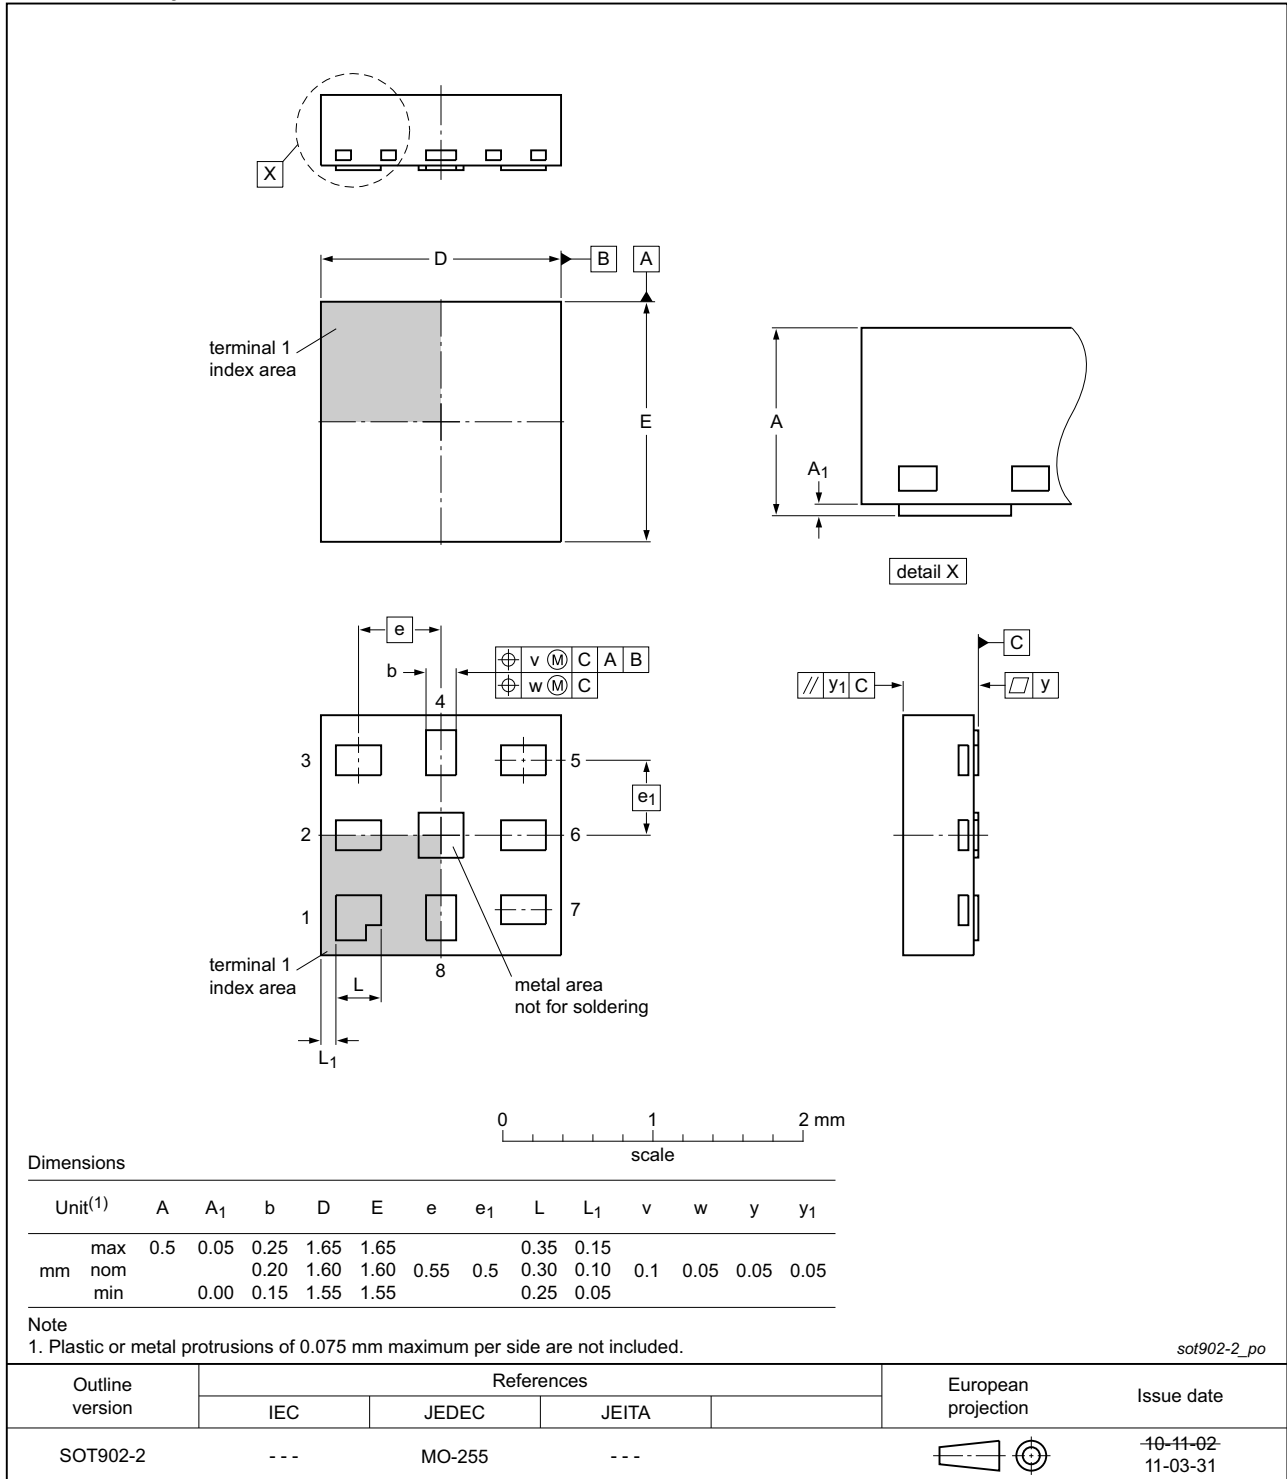 X
D
B
A
terminal 1
index area
E
A
A1
detail X
e
b
v M C A B
w M C
4
3
5
e1
2
6
1
7
terminal 1
index area
L
8
metal area
not for soldering
L1
C
// y1 C
y
0 1 2 mm
scale
Dimensions
Unit(1) A A1 b D E e e1 L L1 v w y y1
max 0.5 0.05 0.25 1.65 1.65 0.35 0.15
mm nom 0.20 1.60 1.60 0.55 0.5 0.30 0.10 0.1 0.05 0.05 0.05
min 0.00 0.15 1.55 1.55 0.25 0.05
Note
1. Plastic or metal protrusions of 0.075 mm maximum per side are not included.
sot902-2_po
Outline
version
References
IEC JEDEC JEITA
European
projection
Issue date
SOT902-2 - - - MO-255 - - -
10-11-02
11-03-31